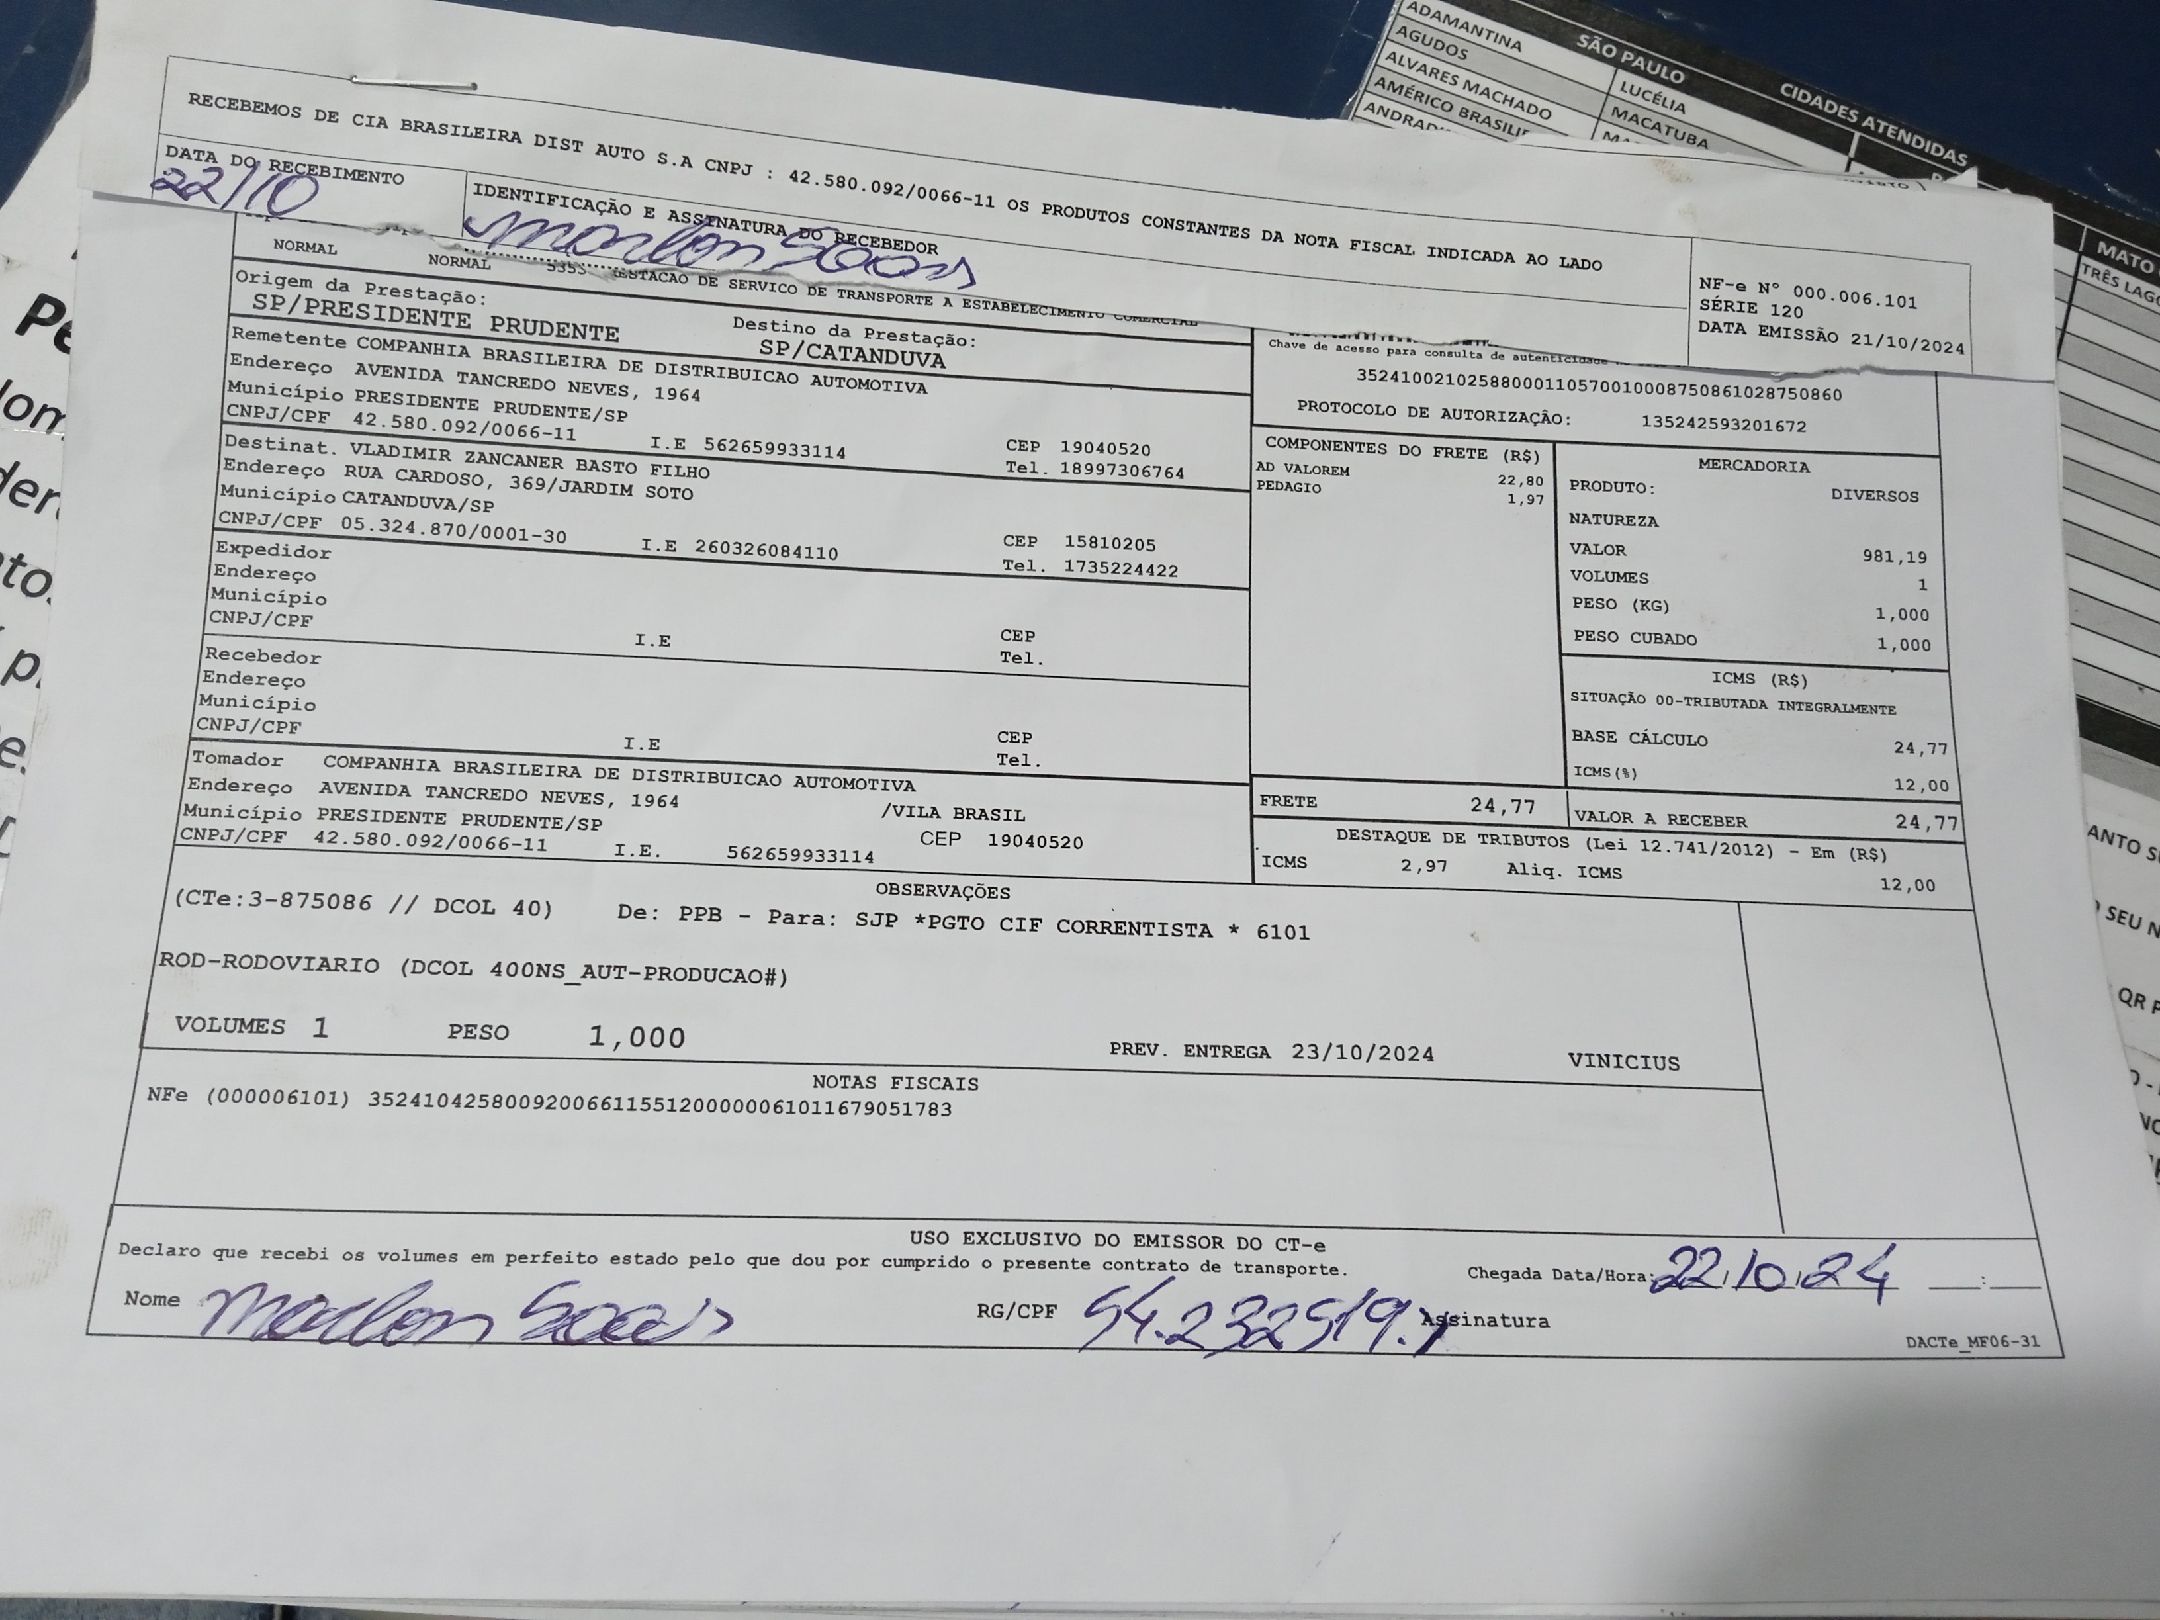 RECEBEMOS DE CIA BRASILEIRA DIST AUTO S.A CNPJ : 42.580.092/0066-11 OS PRODUTOS CONSTANTES DA NOTA FISCAL INDICADA AO LADO
DATA DO RECEBIMENTO
22/10
IDENTIFICAÇÃO E ASSINATURA DO RECEBEDOR
NF-e N° 000.006.101
SÉRIE 120
DATA EMISSÃO 21/10/2024
NORMAL NORMAL 5353 DE SERVICO DE TRANSPORTE A ESTABELECIMENTO COMERCIAL
Origem da Prestação:
SP/PRESIDENTE PRUDENTE
Destino da Prestação:
SP/CATANDUVA
Remetente COMPANHIA BRASILEIRA DE DISTRIBUICAO AUTOMOTIVA
Endereço AVENIDA TANCREDO NEVES, 1964
Município PRESIDENTE PRUDENTE/SP CEP 19040520
CNPJ/CPF 42.580.092/0066-11 I.E 562659933114 Tel. 18997306764
Destinat. VLADIMIR ZANCANER BASTO FILHO
Endereço RUA CARDOSO, 369/JARDIM SOTO
Município CATANDUVA/SP CEP 15810205
CNPJ/CPF 05.324.870/0001-30 I.E 260326084110 Tel. 1735224422
Expedidor
Endereço
Município CEP
CNPJ/CPF I.E Tel.
Recebedor
Endereço
Município CEP
CNPJ/CPF I.E Tel.
Tomador COMPANHIA BRASILEIRA DE DISTRIBUICAO AUTOMOTIVA
Endereço AVENIDA TANCREDO NEVES, 1964 /VILA BRASIL
Município PRESIDENTE PRUDENTE/SP CEP 19040520
CNPJ/CPF 42.580.092/0066-11 I.E. 562659933114
Chave de acesso para consulta de autenticidade
35241002102588000110570010008750861028750860
PROTOCOLO DE AUTORIZAÇÃO: 135242593201672
COMPONENTES DO FRETE (R$)
AD VALOREM 22,80
PEDAGIO 1,97
MERCADORIA
PRODUTO: DIVERSOS
NATUREZA
VALOR 981,19
VOLUMES 1
PESO (KG) 1,000
PESO CUBADO 1,000
ICMS (R$)
SITUAÇÃO 00-TRIBUTADA INTEGRALMENTE
BASE CÁLCULO 24,77
ICMS(%) 12,00
FRETE 24,77 VALOR A RECEBER 24,77
DESTAQUE DE TRIBUTOS (Lei 12.741/2012) - Em (R$)
ICMS 2,97 Aliq. ICMS 12,00
OBSERVAÇÕES
(CTe:3-875086 // DCOL 40) De: PPB - Para: SJP *PGTO CIF CORRENTISTA * 6101
ROD-RODOVIARIO (DCOL 400NS_AUT-PRODUCAO#)
VOLUMES 1 PESO 1,000 PREV. ENTREGA 23/10/2024 VINICIUS
NOTAS FISCAIS
NFe (000006101) 35241042580092006611551200000061011679051783
USO EXCLUSIVO DO EMISSOR DO CT-e
Declaro que recebi os volumes em perfeito estado pelo que dou por cumprido o presente contrato de transporte. Chegada Data/Hora: 22/10/24 __:__
Nome RG/CPF Assinatura
DACTe_MF06-31
SÃO PAULO CIDADES ATENDIDAS
ADAMANTINA
AGUDOS LUCÉLIA
ALVARES MACHADO MACATUBA
AMÉRICO
MATO